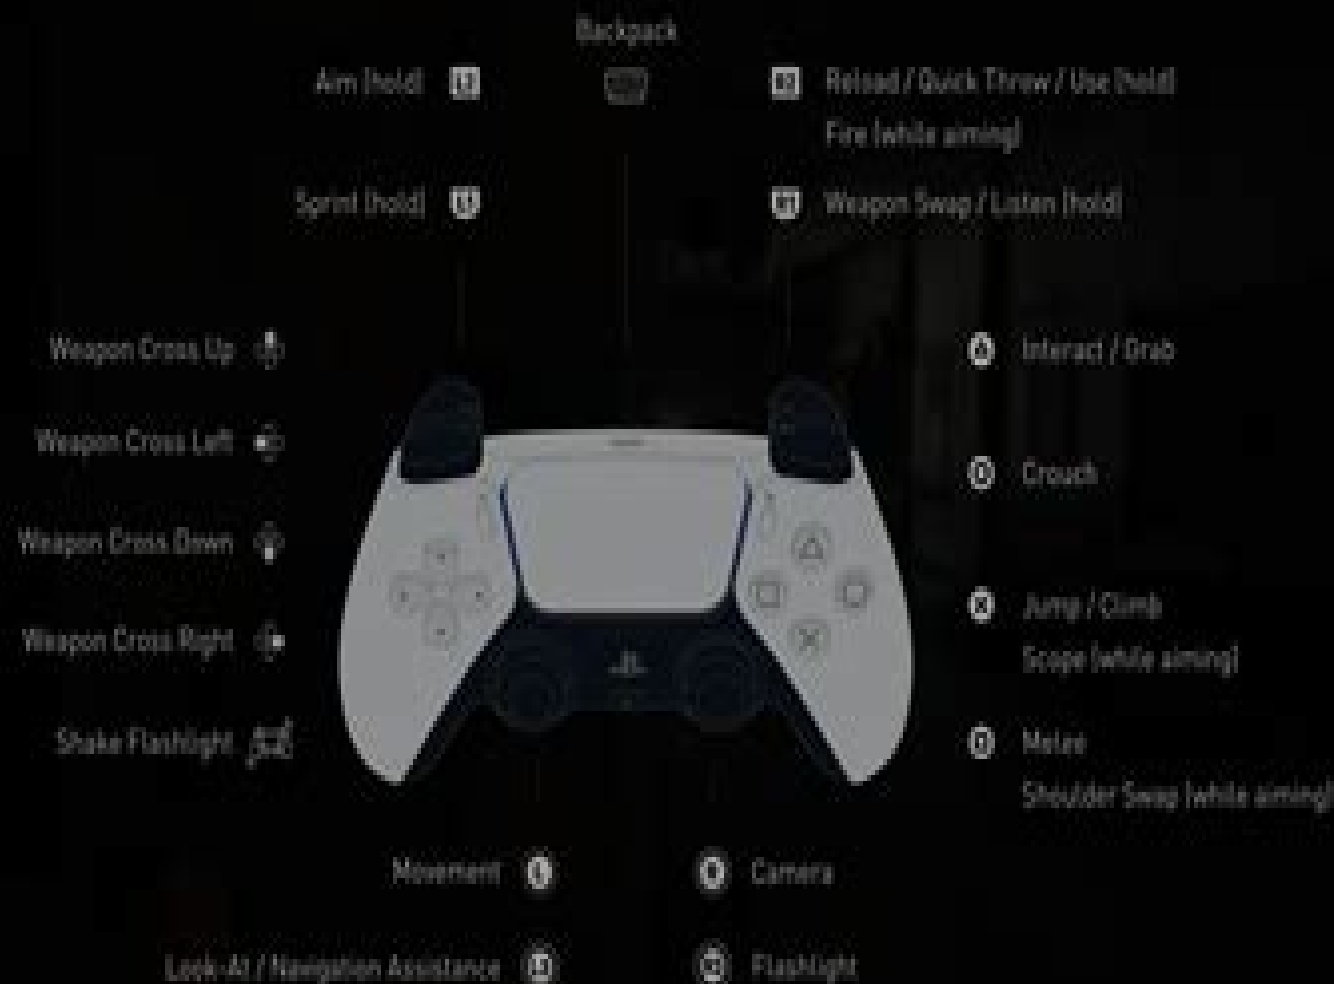 Backpack
Aim (hold)
Reload / Quick Throw / Use (hold)
Fire (while aiming)
Sprint (hold)
Weapon Swap / Listen (hold)
Weapon Cross Up
Interact / Grab
Weapon Cross Left
Crouch
Weapon Cross Down
Jump / Climb
Scope (while aiming)
Weapon Cross Right
Shake Flashlight
Melee
Shoulder Swap (while aiming)
Movement
Camera
Look-At / Navigation Assistance
Flashlight